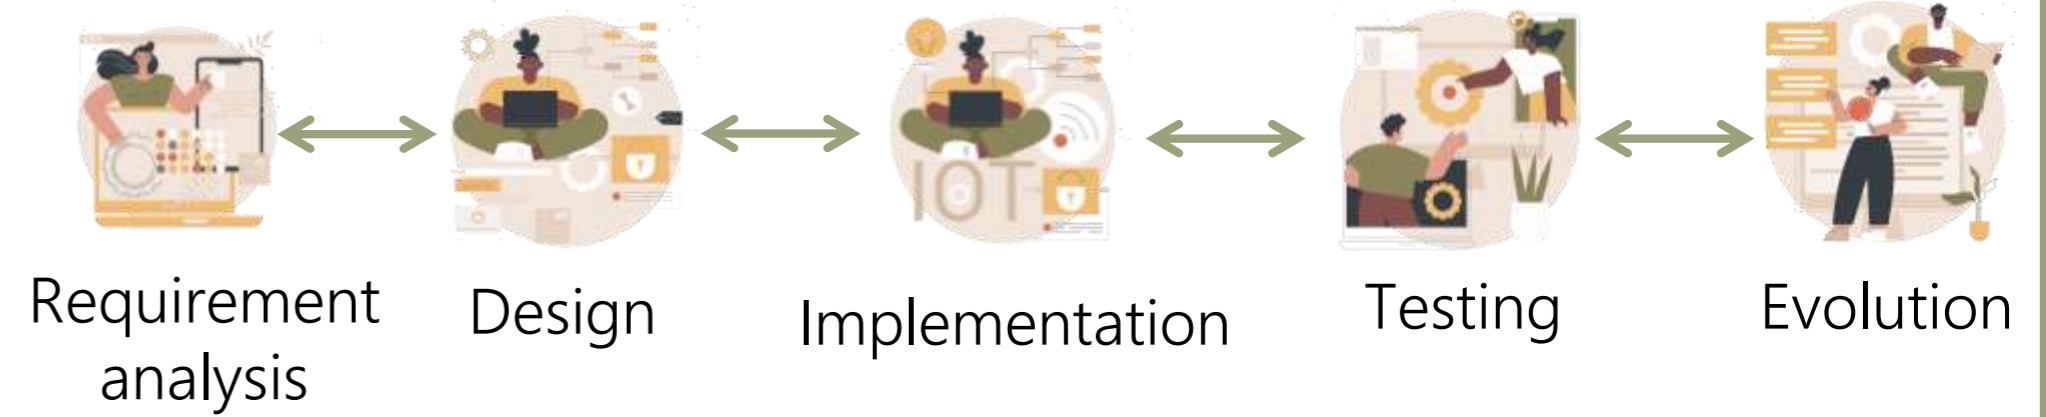 IOT
Requirement
analysis
Design
Implementation
Testing
Evolution